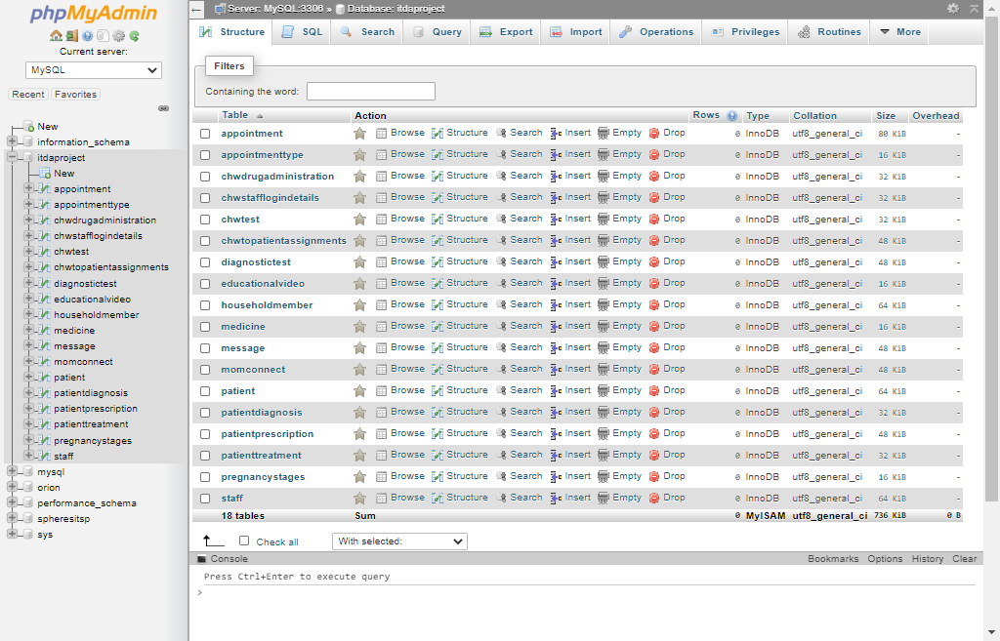 phpMyAdmin
Current server:
MySQL
Recent Favorites
New
information_schema
itdaproject
New
appointment
appointmenttype
chwdrugadministration
chwstafflogindetails
chwtest
chwtopatientassignments
diagnostictest
educationalvideo
householdmember
medicine
message
momconnect
patient
patientdiagnosis
patientprescription
patienttreatment
pregnancystages
staff
mysql
orion
performance_schema
spheresitsp
sys
Server: MySQL:3306 » Database: itdaproject
Structure SQL Search Query Export Import Operations Privileges Routines More
Filters
Containing the word:
Table Action Rows Type Collation Size Overhead
appointment Browse Structure Search Insert Empty Drop 0 InnoDB utf8_general_ci 80 KiB -
appointmenttype Browse Structure Search Insert Empty Drop 0 InnoDB utf8_general_ci 16 KiB -
chwdrugadministration Browse Structure Search Insert Empty Drop 0 InnoDB utf8_general_ci 32 KiB -
chwstafflogindetails Browse Structure Search Insert Empty Drop 0 InnoDB utf8_general_ci 32 KiB -
chwtest Browse Structure Search Insert Empty Drop 0 InnoDB utf8_general_ci 32 KiB -
chwtopatientassignments Browse Structure Search Insert Empty Drop 0 InnoDB utf8_general_ci 48 KiB -
diagnostictest Browse Structure Search Insert Empty Drop 0 InnoDB utf8_general_ci 48 KiB -
educationalvideo Browse Structure Search Insert Empty Drop 0 InnoDB utf8_general_ci 16 KiB -
householdmember Browse Structure Search Insert Empty Drop 0 InnoDB utf8_general_ci 64 KiB -
medicine Browse Structure Search Insert Empty Drop 0 InnoDB utf8_general_ci 16 KiB -
message Browse Structure Search Insert Empty Drop 0 InnoDB utf8_general_ci 48 KiB -
momconnect Browse Structure Search Insert Empty Drop 0 InnoDB utf8_general_ci 48 KiB -
patient Browse Structure Search Insert Empty Drop 0 InnoDB utf8_general_ci 64 KiB -
patientdiagnosis Browse Structure Search Insert Empty Drop 0 InnoDB utf8_general_ci 32 KiB -
patientprescription Browse Structure Search Insert Empty Drop 0 InnoDB utf8_general_ci 48 KiB -
patienttreatment Browse Structure Search Insert Empty Drop 0 InnoDB utf8_general_ci 32 KiB -
pregnancystages Browse Structure Search Insert Empty Drop 0 InnoDB utf8_general_ci 16 KiB -
staff Browse Structure Search Insert Empty Drop 0 InnoDB utf8_general_ci 64 KiB -
18 tables Sum 0 MyISAM utf8_general_ci 736 KiB 0 B
Check all With selected:
Console Bookmarks Options History Clear
Press Ctrl+Enter to execute query
>